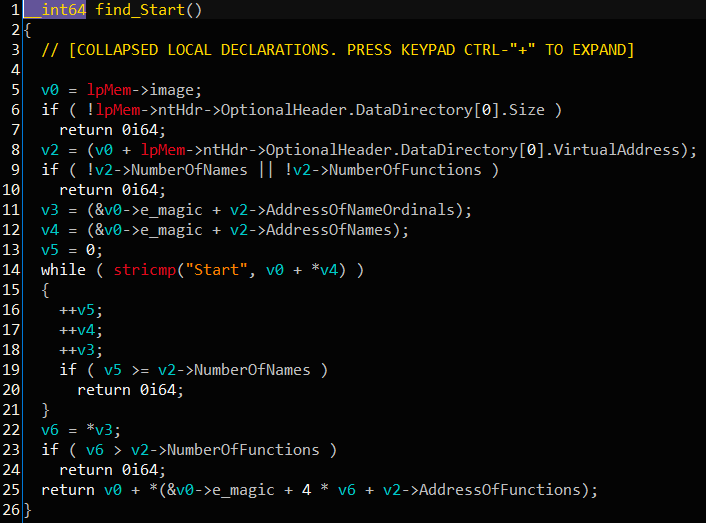 1 __int64 find_Start()
2 {
3 // [COLLAPSED LOCAL DECLARATIONS. PRESS KEYPAD CTRL-"+" TO EXPAND]
4
5 v0 = lpMem->image;
6 if ( !lpMem->ntHdr->OptionalHeader.DataDirectory[0].Size )
7 return 0i64;
8 v2 = (v0 + lpMem->ntHdr->OptionalHeader.DataDirectory[0].VirtualAddress);
9 if ( !v2->NumberOfNames || !v2->NumberOfFunctions )
10 return 0i64;
11 v3 = (&v0->e_magic + v2->AddressOfNameOrdinals);
12 v4 = (&v0->e_magic + v2->AddressOfNames);
13 v5 = 0;
14 while ( stricmp("Start", v0 + *v4) )
15 {
16 ++v5;
17 ++v4;
18 ++v3;
19 if ( v5 >= v2->NumberOfNames )
20 return 0i64;
21 }
22 v6 = *v3;
23 if ( v6 > v2->NumberOfFunctions )
24 return 0i64;
25 return v0 + *(&v0->e_magic + 4 * v6 + v2->AddressOfFunctions);
26 }